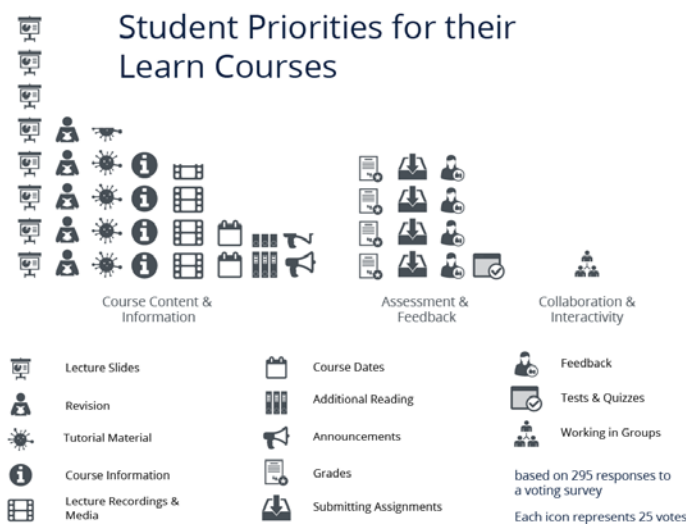 Student Priorities for their
Learn Courses
Course Content &
Information
Assessment &
Feedback
Collaboration &
Interactivity
Lecture Slides
Revision
Tutorial Material
Course Information
Lecture Recordings &
Media
Course Dates
Additional Reading
Announcements
Grades
Submitting Assignments
Feedback
Tests & Quizzes
Working in Groups
based on 295 responses to
a voting survey
Each icon represents 25 votes